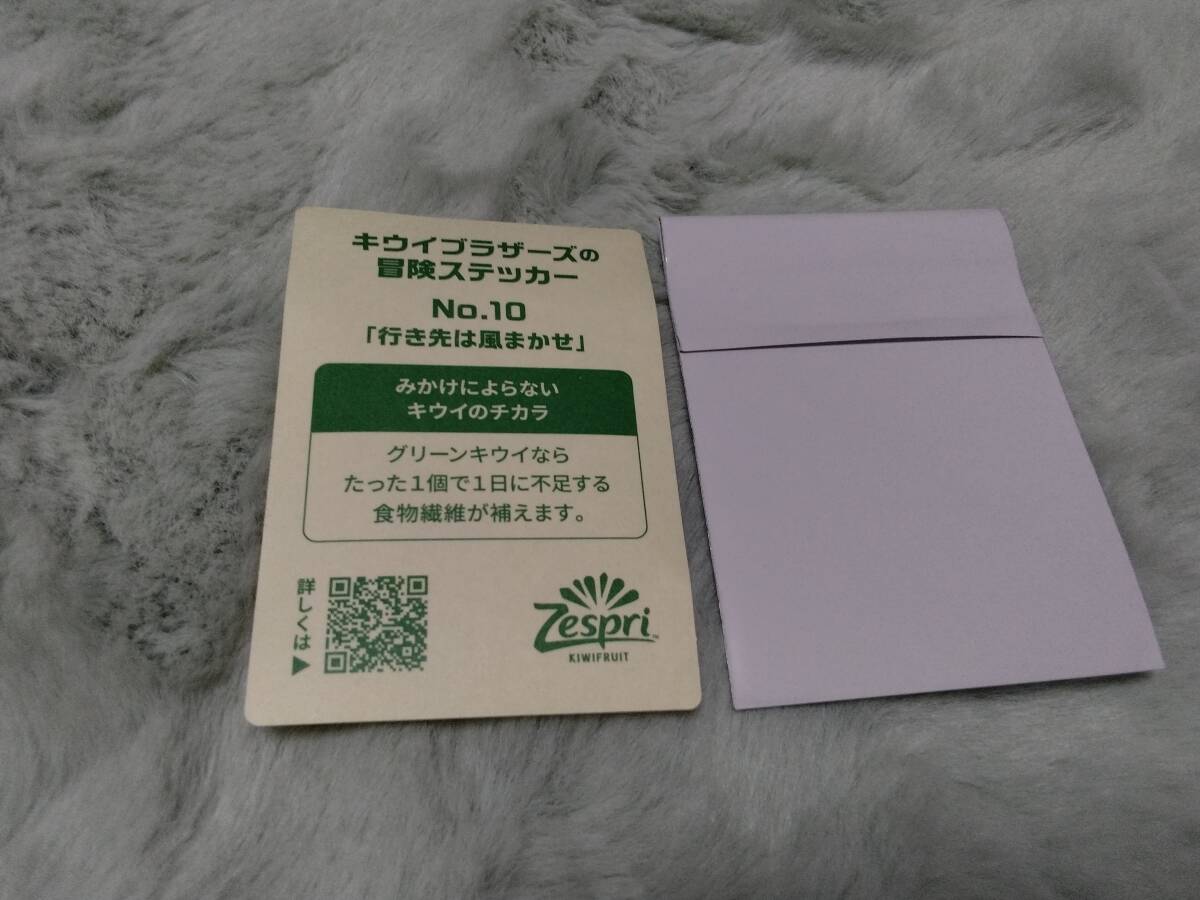 キウイブラザーズの
冒険ステッカー
No.10
「行き先は風まかせ」
みかけによらない
キウイのチカラ
グリーンキウイなら
たった1個で1日に不足する
食物繊維が補えます。
詳しくは▶
Zespri™
KIWIFRUIT